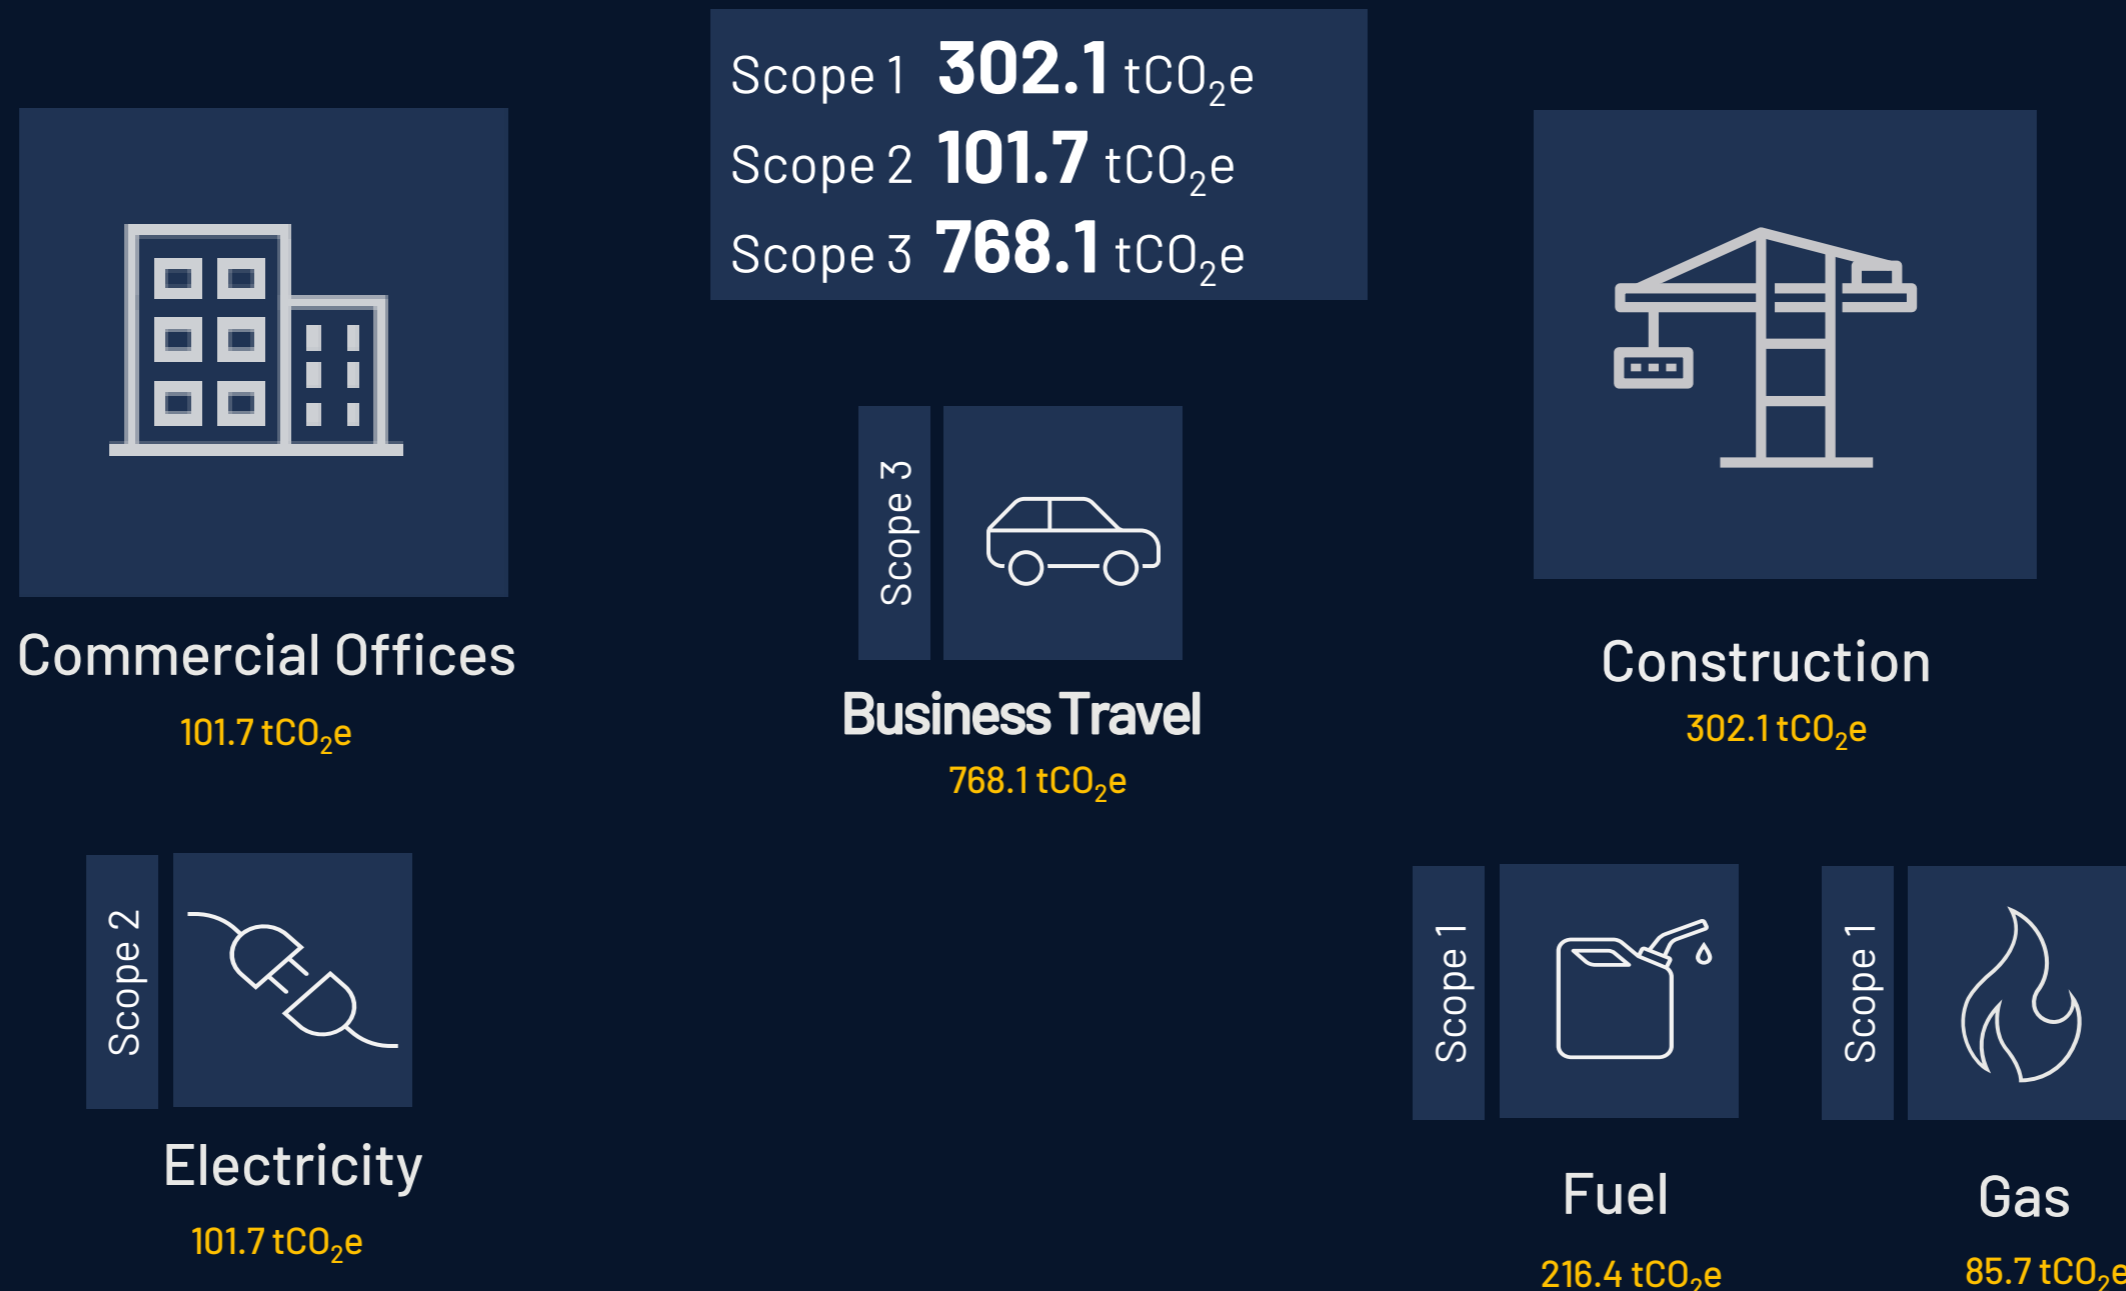 Scope 1 302.1 tCO₂e
Scope 2 101.7 tCO₂e
Scope 3 768.1 tCO₂e
Commercial Offices
101.7 tCO₂e
Scope 3
Business Travel
768.1 tCO₂e
Construction
302.1 tCO₂e
Scope 2
Electricity
101.7 tCO₂e
Scope 1
Fuel
216.4 tCO₂e
Scope 1
Gas
85.7 tCO₂e